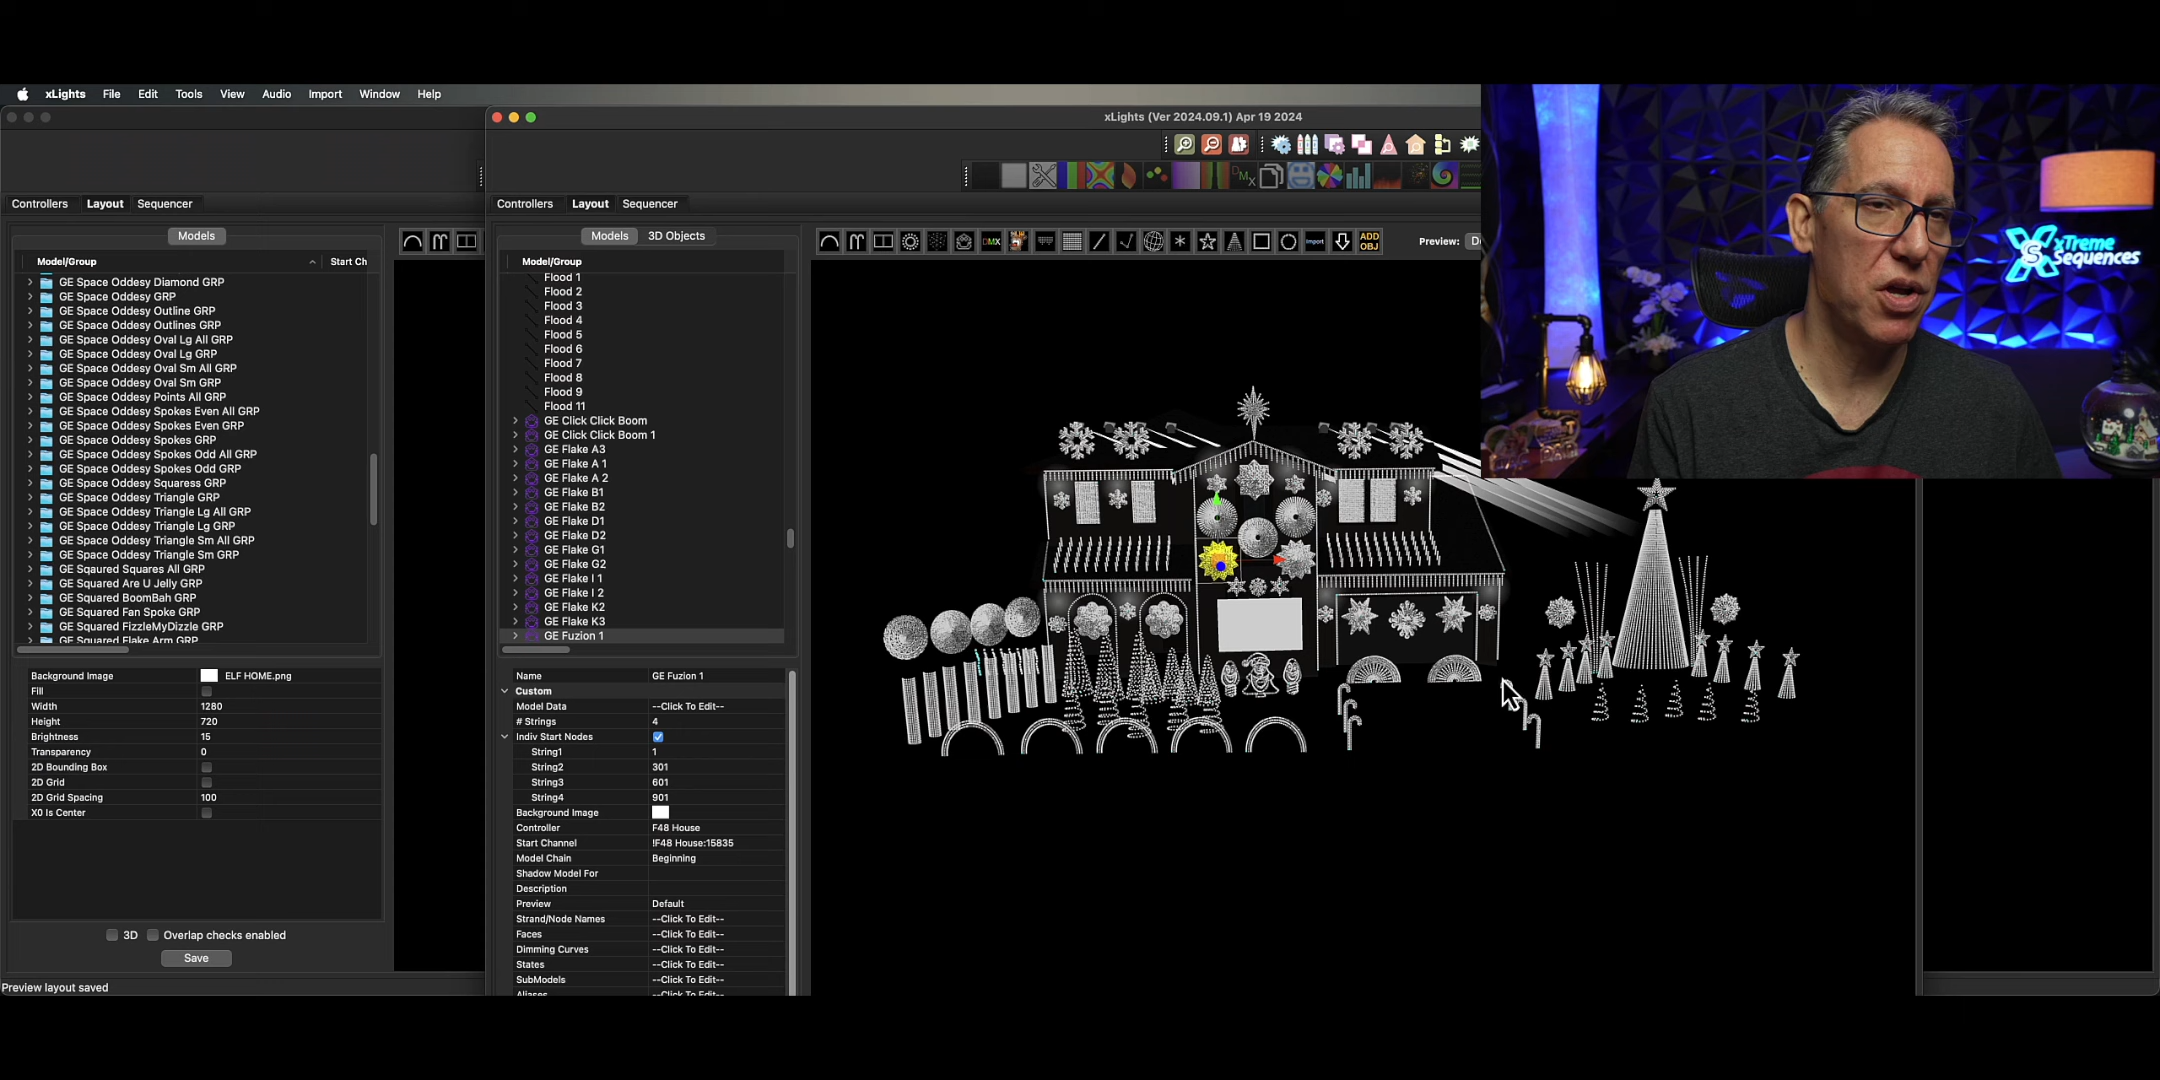 xLights File Edit Tools View Audio Import Window Help
xLights (Ver 2024.09.1) Apr 19 2024
Controllers Layout Sequencer
Models
Model/Group Start Ch
GE Space Oddesy Diamond GRP
GE Space Oddesy GRP
GE Space Oddesy Outline GRP
GE Space Oddesy Outlines GRP
GE Space Oddesy Oval Lg All GRP
GE Space Oddesy Oval Lg GRP
GE Space Oddesy Oval Sm All GRP
GE Space Oddesy Oval Sm GRP
GE Space Oddesy Points All GRP
GE Space Oddesy Spokes Even All GRP
GE Space Oddesy Spokes Even GRP
GE Space Oddesy Spokes GRP
GE Space Oddesy Spokes Odd All GRP
GE Space Oddesy Spokes Odd GRP
GE Space Oddesy Squaress GRP
GE Space Oddesy Triangle GRP
GE Space Oddesy Triangle Lg All GRP
GE Space Oddesy Triangle Lg GRP
GE Space Oddesy Triangle Sm All GRP
GE Space Oddesy Triangle Sm GRP
GE Squared Squares All GRP
GE Squared Are U Jelly GRP
GE Squared BoomBah GRP
GE Squared Fan Spoke GRP
GE Squared FizzleMyDizzle GRP
GE Squared Flake Arm GRP
Background Image ELF HOME.png
Fill
Width 1280
Height 720
Brightness 15
Transparency 0
2D Bounding Box
2D Grid
2D Grid Spacing 100
X0 Is Center
3D Overlap checks enabled
Save
Preview layout saved
Controllers Layout Sequencer
Models 3D Objects
Model/Group
Flood 1
Flood 2
Flood 3
Flood 4
Flood 5
Flood 6
Flood 7
Flood 8
Flood 9
Flood 11
GE Click Click Boom
GE Click Click Boom 1
GE Flake A3
GE Flake A 1
GE Flake A 2
GE Flake B1
GE Flake B2
GE Flake D1
GE Flake D2
GE Flake G1
GE Flake G2
GE Flake I 1
GE Flake I 2
GE Flake K2
GE Flake K3
GE Fuzion 1
Name GE Fuzion 1
Custom
Model Data --Click To Edit--
# Strings 4
Indiv Start Nodes
String1 1
String2 301
String3 601
String4 901
Background Image
Controller F48 House
Start Channel !F48 House:15835
Model Chain Beginning
Shadow Model For
Description
Preview Default
Strand/Node Names --Click To Edit--
Faces --Click To Edit--
Dimming Curves --Click To Edit--
States --Click To Edit--
SubModels --Click To Edit--
Aliases --Click To Edit--
DMX
Import
ADD
OBJ
Preview: D
DMX
xTreme
Sequences
S